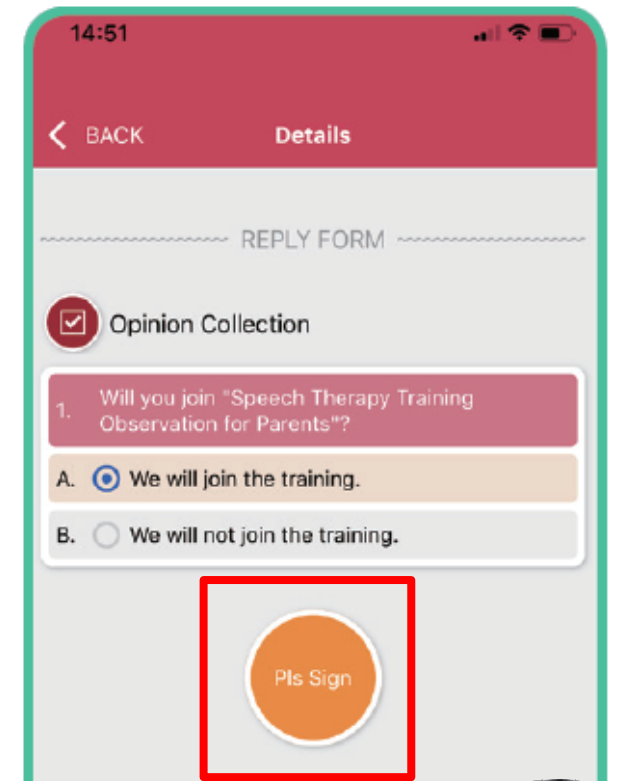 14:51
BACK Details
REPLY FORM
Opinion Collection
1. Will you join "Speech Therapy Training
Observation for Parents"?
A. We will join the training.
B. We will not join the training.
Pls Sign